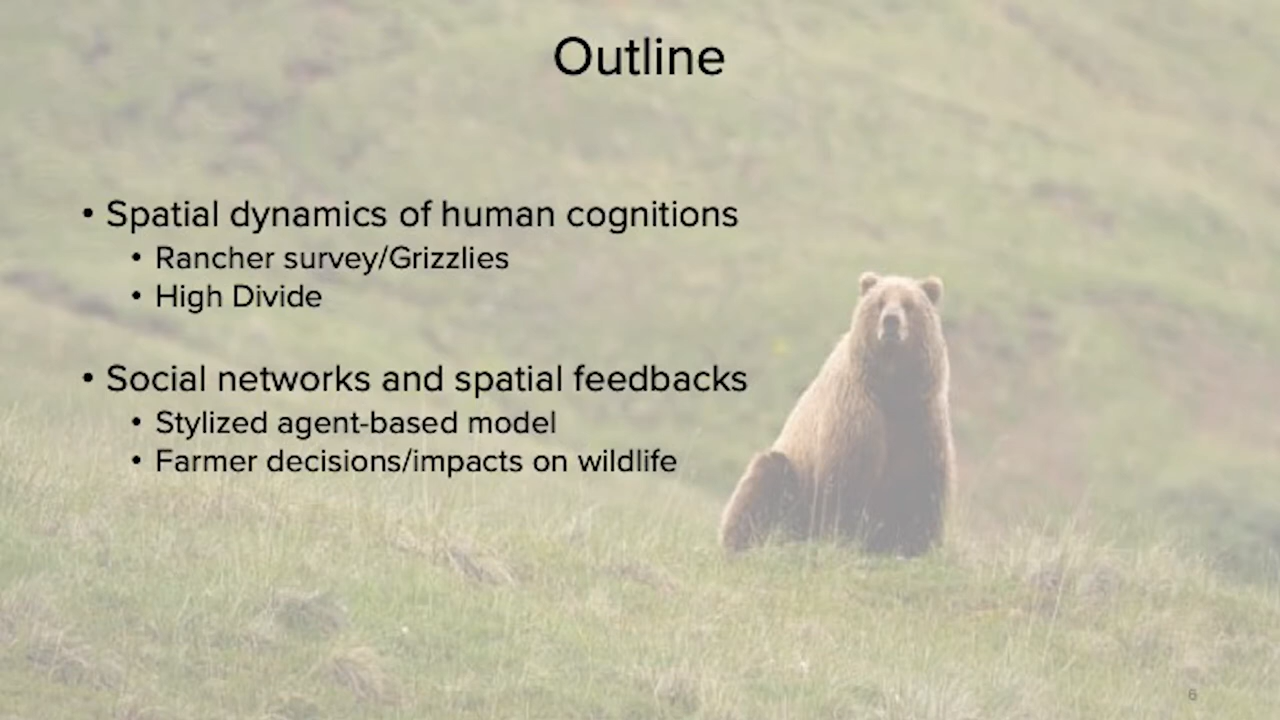 Outline
• Spatial dynamics of human cognitions
• Rancher survey/Grizzlies
• High Divide
• Social networks and spatial feedbacks
• Stylized agent-based model
• Farmer decisions/impacts on wildlife
6